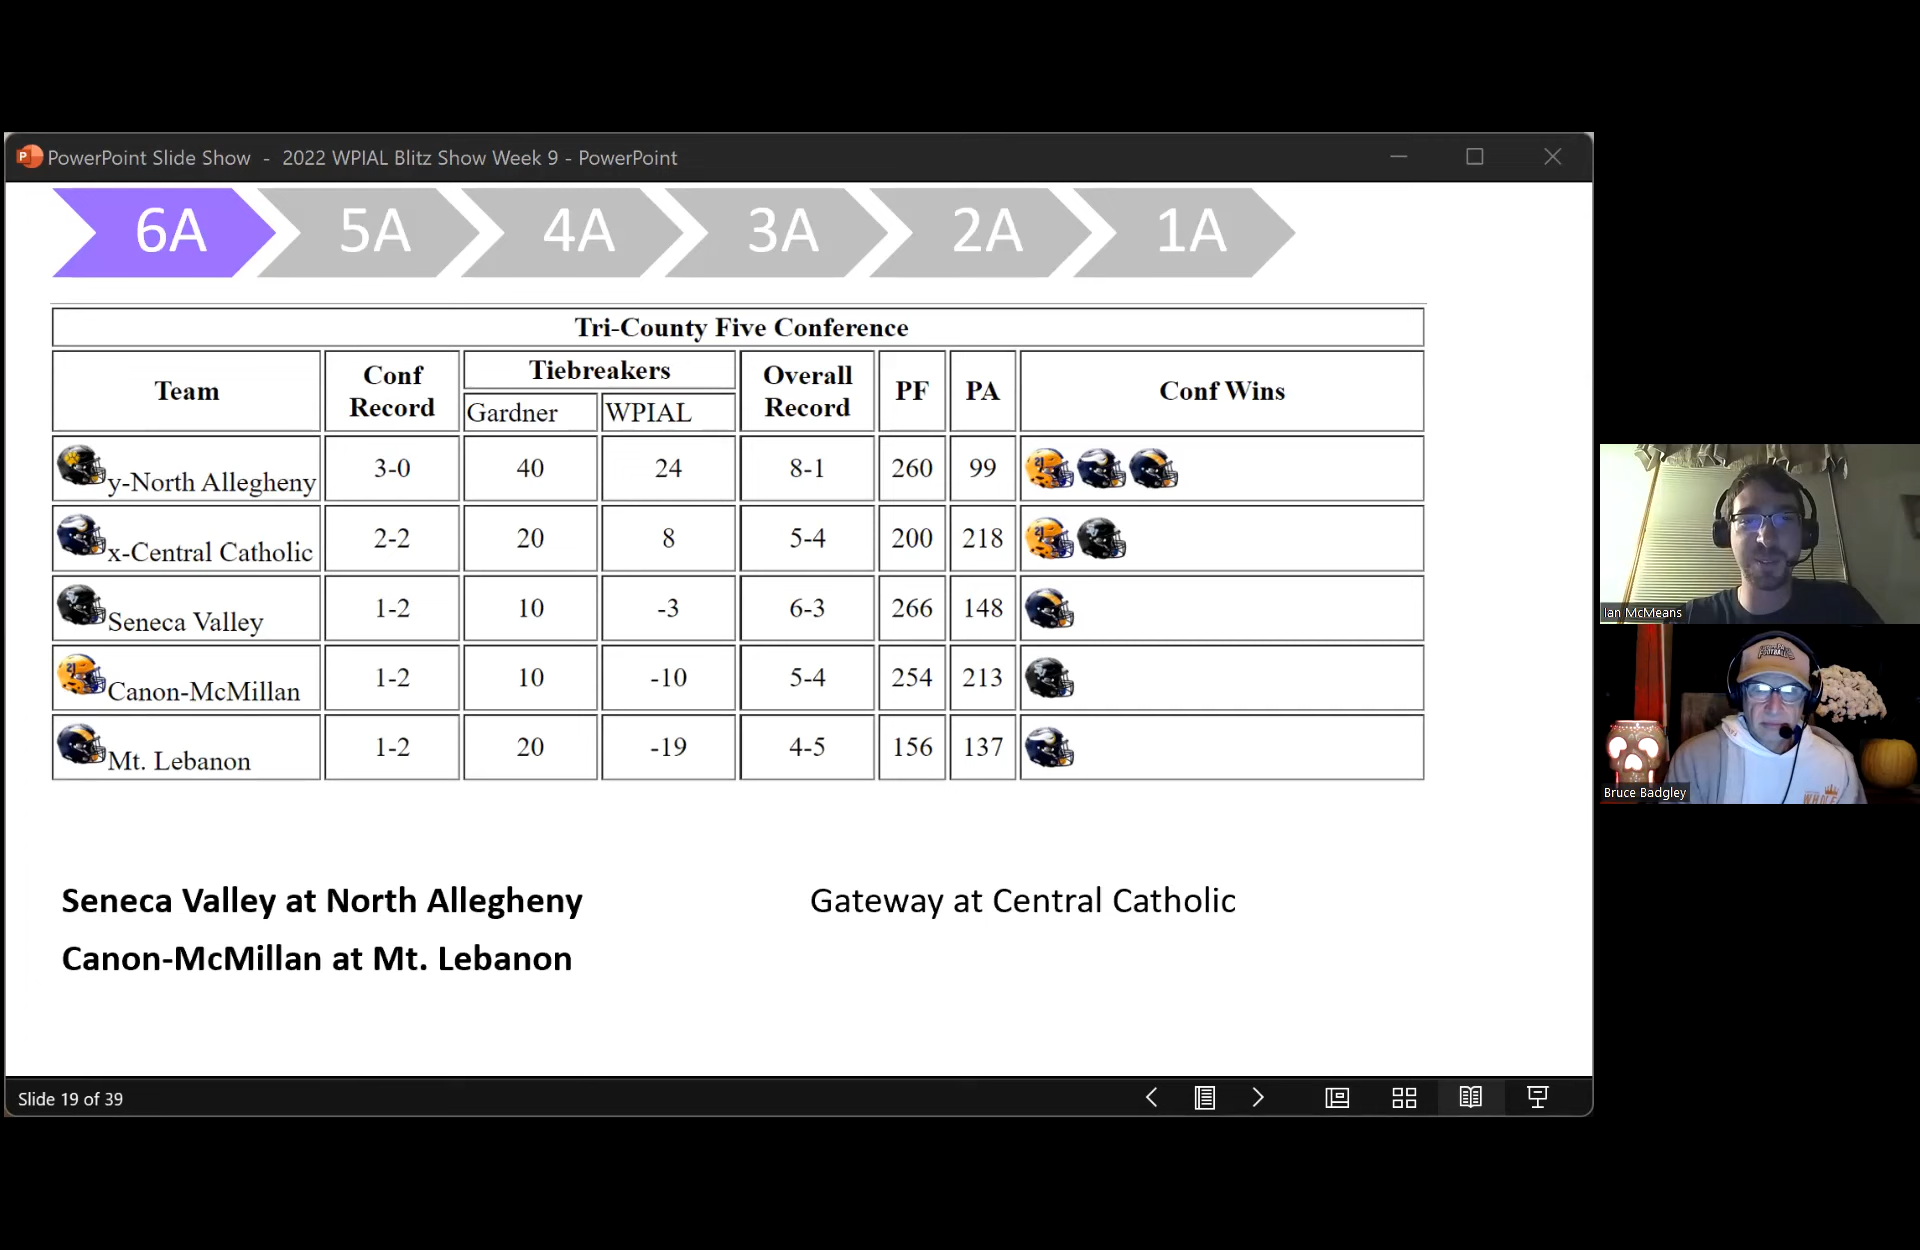 PowerPoint Slide Show - 2022 WPIAL Blitz Show Week 9 - PowerPoint
6A 5A 4A 3A 2A 1A
Tri-County Five Conference
Team Conf Record Tiebreakers Overall Record PF PA Conf Wins
Gardner WPIAL
y-North Allegheny 3-0 40 24 8-1 260 99
x-Central Catholic 2-2 20 8 5-4 200 218
Seneca Valley 1-2 10 -3 6-3 266 148
Canon-McMillan 1-2 10 -10 5-4 254 213
Mt. Lebanon 1-2 20 -19 4-5 156 137
Seneca Valley at North Allegheny Gateway at Central Catholic
Canon-McMillan at Mt. Lebanon
Slide 19 of 39
Ian McMeans
Bruce Badgley